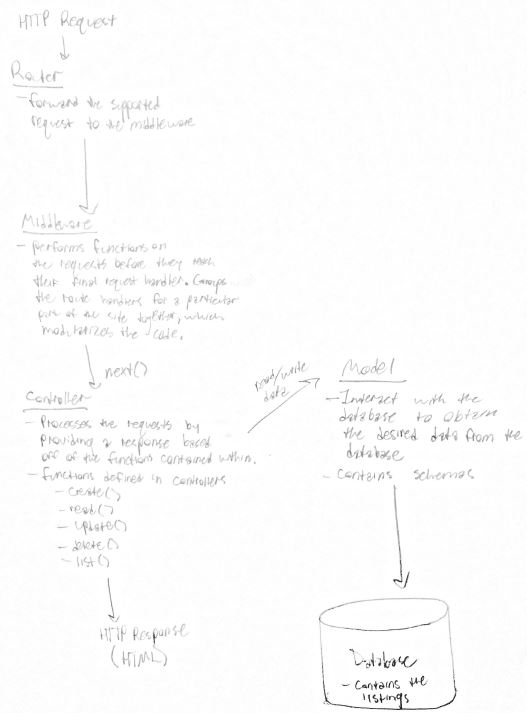 HTTP Request
Router
- forward the supported
request to the middleware
Middleware
- performs functions on
the requests before they reach
their final request handler. Groups
the route handlers for a particular
part of the site together, which
modularizes the code.
next()
Controller
- Processes the requests by
providing a response based
off of the functions contained within.
- functions defined in controllers
- create()
- read()
- update()
- delete()
- list()
HTTP Response
(HTML)
read/write
data
Model
- Interact with the
database to obtain
the desired data from the
database
- contains schemas
Database
- contains the
listings